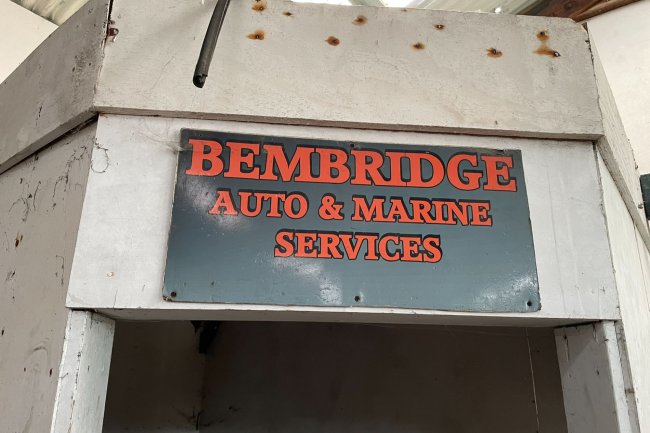 BEMBRIDGE
AUTO & MARINE
SERVICES